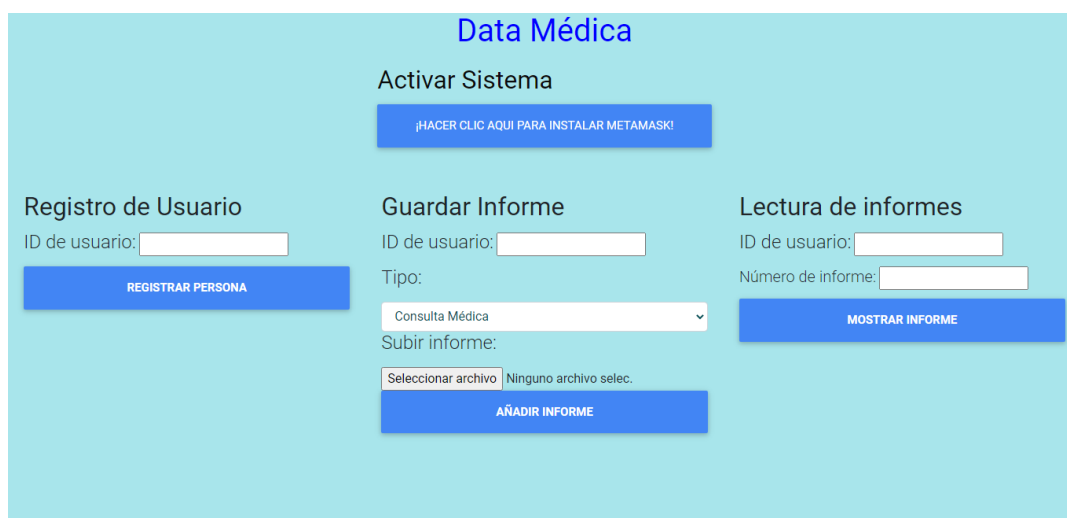 Data Médica
Activar Sistema
¡HACER CLIC AQUI PARA INSTALAR METAMASK!
Registro de Usuario
ID de usuario:
REGISTRAR PERSONA
Guardar Informe
ID de usuario:
Tipo:
Consulta Médica
Subir informe:
Seleccionar archivo Ninguno archivo selec.
AÑADIR INFORME
Lectura de informes
ID de usuario:
Número de informe:
MOSTRAR INFORME